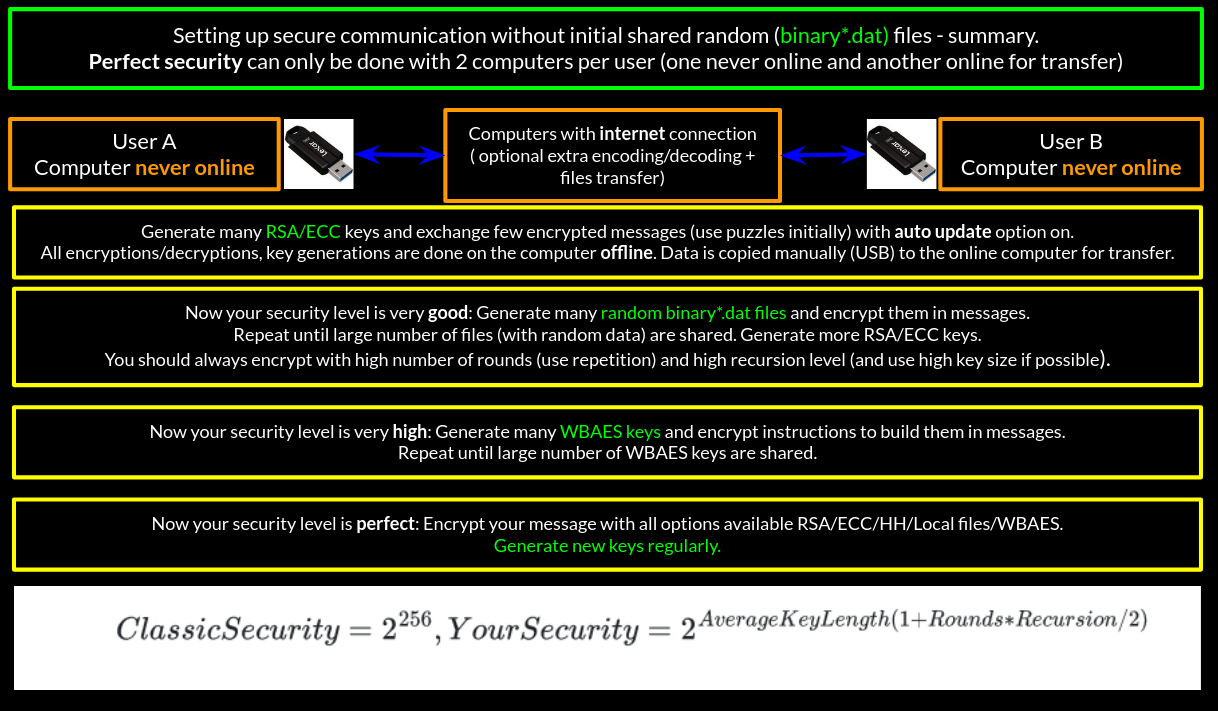 Setting up secure communication without initial shared random (binary*.dat) files - summary.
Perfect security can only be done with 2 computers per user (one never online and another online for transfer)
User A
Computer never online
Lexar
Computers with internet connection
( optional extra encoding/decoding +
files transfer)
Lexar
User B
Computer never online
Generate many RSA/ECC keys and exchange few encrypted messages (use puzzles initially) with auto update option on.
All encryptions/decryptions, key generations are done on the computer offline. Data is copied manually (USB) to the online computer for transfer.
Now your security level is very good: Generate many random binary*.dat files and encrypt them in messages.
Repeat until large number of files (with random data) are shared. Generate more RSA/ECC keys.
You should always encrypt with high number of rounds (use repetition) and high recursion level (and use high key size if possible).
Now your security level is very high: Generate many WBAES keys and encrypt instructions to build them in messages.
Repeat until large number of WBAES keys are shared.
Now your security level is perfect: Encrypt your message with all options available RSA/ECC/HH/Local files/WBAES.
Generate new keys regularly.
ClassicSecurity = 2^256, YourSecurity = 2^AverageKeyLength(1+Rounds*Recursion/2)